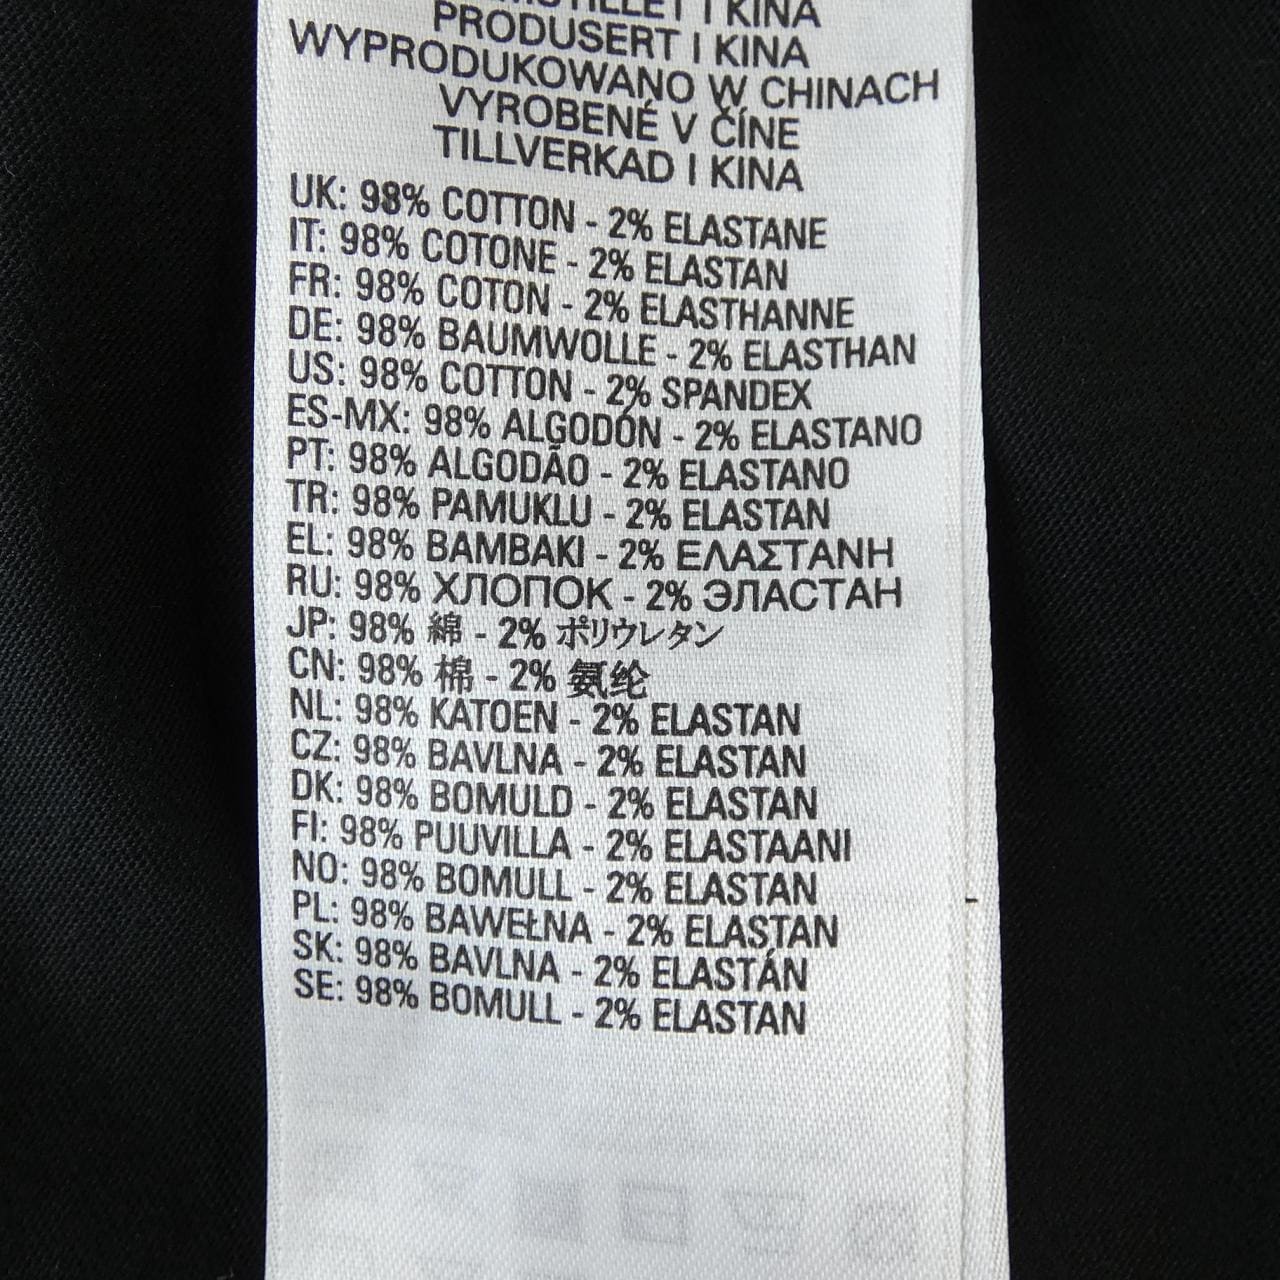 I KINA
PRODUSERT I KINA
WYPRODUKOWANO W CHINACH
VYROBENÉ V ČÍNE
TILLVERKAD I KINA
UK: 98% COTTON - 2% ELASTANE
IT: 98% COTONE - 2% ELASTAN
FR: 98% COTON - 2% ELASTHANNE
DE: 98% BAUMWOLLE - 2% ELASTHAN
US: 98% COTTON - 2% SPANDEX
ES-MX: 98% ALGODÓN - 2% ELASTANO
PT: 98% ALGODÃO - 2% ELASTANO
TR: 98% PAMUKLU - 2% ELASTAN
EL: 98% ΒΑΜΒΑΚΙ - 2% ΕΛΑΣΤΑΝΗ
RU: 98% ХЛОПОК - 2% ЭЛАСТАН
JP: 98% 綿 - 2% ポリウレタン
CN: 98% 棉 - 2% 氨纶
NL: 98% KATOEN - 2% ELASTAN
CZ: 98% BAVLNA - 2% ELASTAN
DK: 98% BOMULD - 2% ELASTAN
FI: 98% PUUVILLA - 2% ELASTAANI
NO: 98% BOMULL - 2% ELASTAN
PL: 98% BAWEŁNA - 2% ELASTAN
SK: 98% BAVLNA - 2% ELASTÁN
SE: 98% BOMULL - 2% ELASTAN